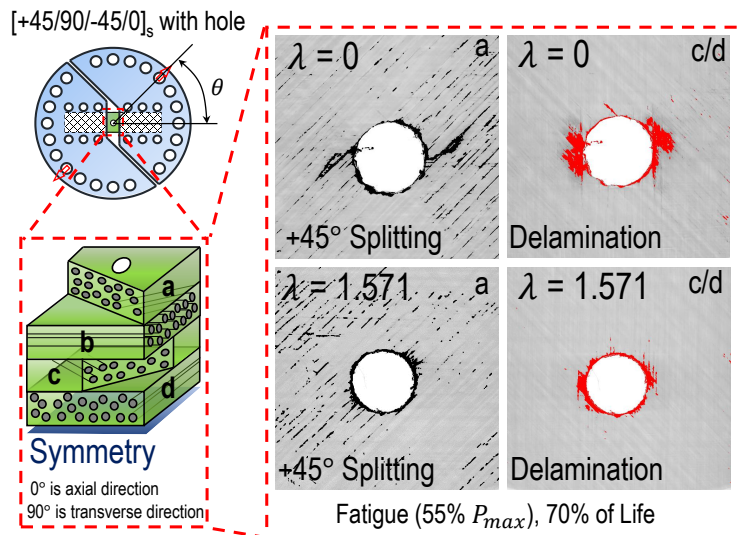 [+45/90/-45/0]s with hole
θ
a
b
c
d
Symmetry
0° is axial direction
90° is transverse direction
λ = 0
a
+45° Splitting
λ = 0
c/d
Delamination
λ = 1.571
a
+45° Splitting
λ = 1.571
c/d
Delamination
Fatigue (55% Pmax), 70% of Life